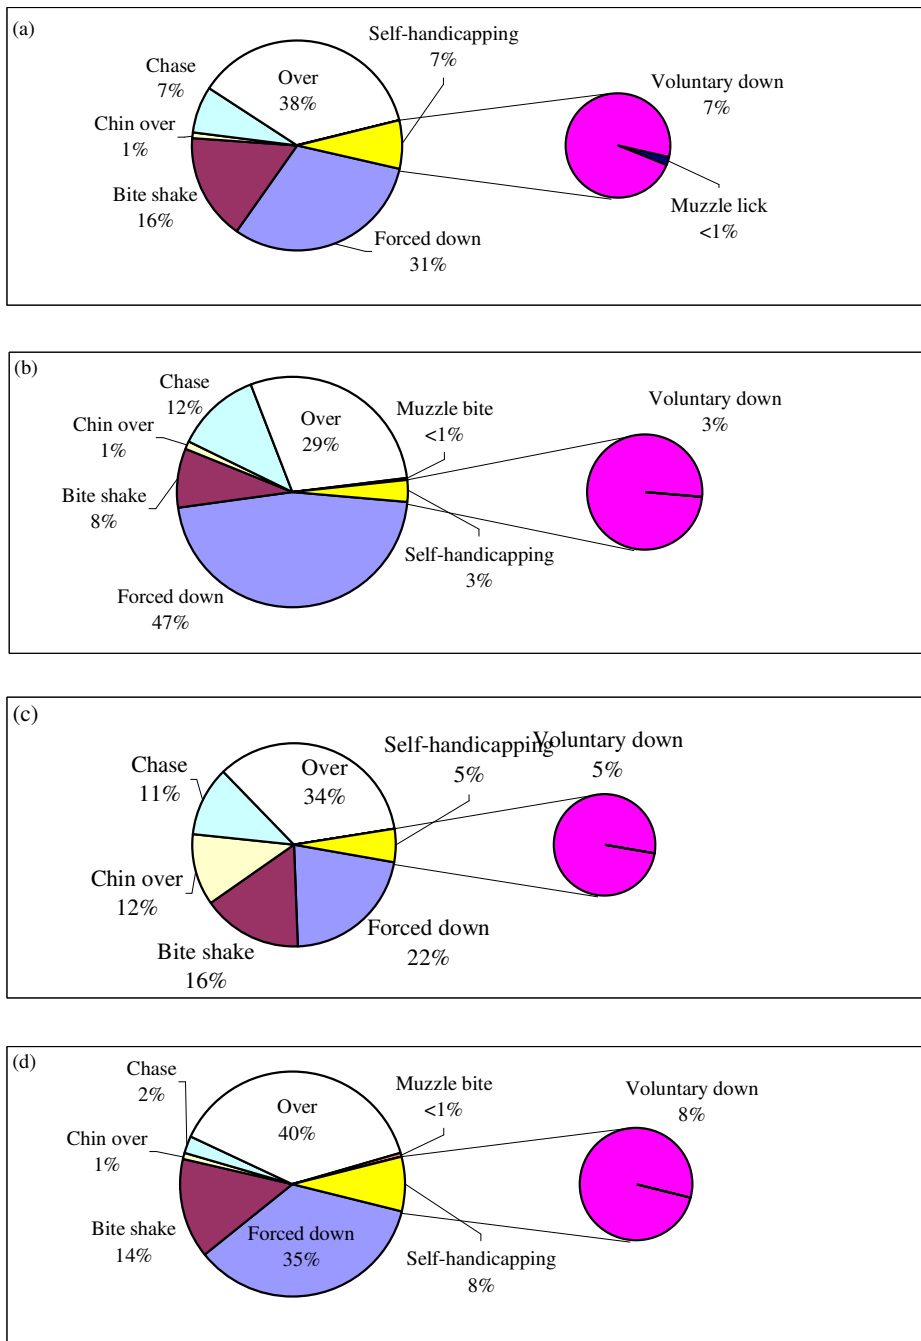 (a)
Self-handicapping
7%
Chase
7%
Over
38%
Voluntary down
7%
Chin over
1%
Bite shake
16%
Muzzle lick
<1%
Forced down
31%
(b)
Chase
12%
Over
29%
Muzzle bite
<1%
Voluntary down
3%
Chin over
1%
Bite shake
8%
Self-handicapping
3%
Forced down
47%
(c)
Self-handicapping
5%
Voluntary down
5%
Chase
11%
Over
34%
Chin over
12%
Forced down
22%
Bite shake
16%
(d)
Chase
2%
Over
40%
Muzzle bite
<1%
Voluntary down
8%
Chin over
1%
Bite shake
14%
Forced down
35%
Self-handicapping
8%